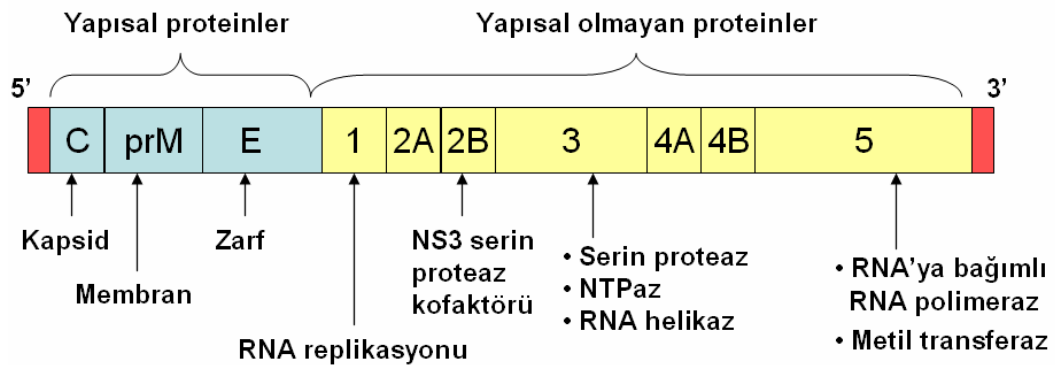 Yapısal proteinler
Yapısal olmayan proteinler
5’
3’
C prM E 1 2A 2B 3 4A 4B 5
Kapsid
Membran
Zarf
RNA replikasyonu
NS3 serin
proteaz
kofaktörü
• Serin proteaz
• NTPaz
• RNA helikaz
• RNA’ya bağımlı
RNA polimeraz
• Metil transferaz